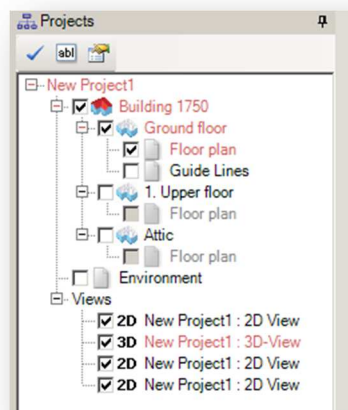 Projects
abl
New Project1
Building 1750
Ground floor
Floor plan
Guide Lines
1. Upper floor
Floor plan
Attic
Floor plan
Environment
Views
2D New Project1 : 2D View
3D New Project1 : 3D-View
2D New Project1 : 2D View
2D New Project1 : 2D View